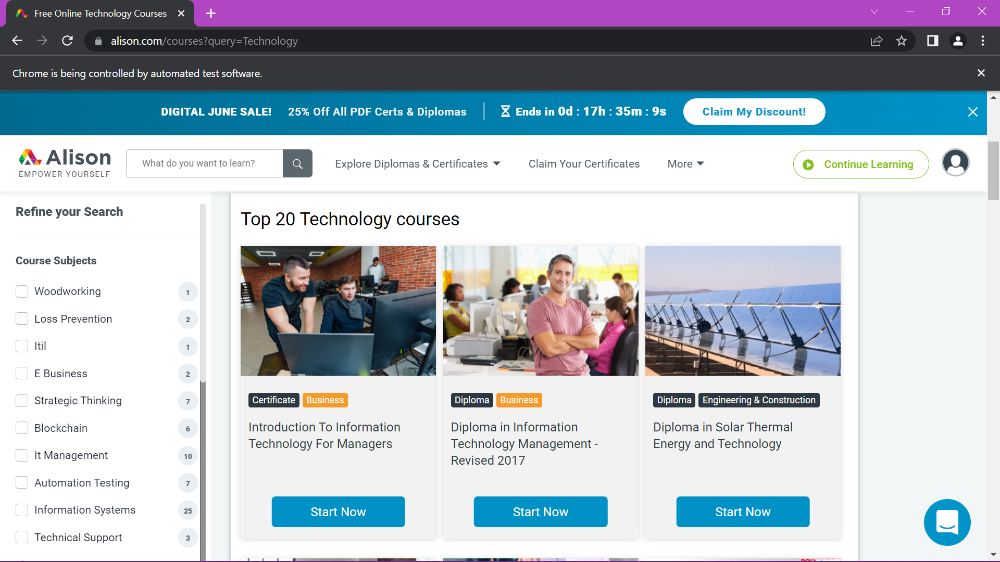 Free Online Technology Courses
alison.com/courses?query=Technology
Chrome is being controlled by automated test software.
DIGITAL JUNE SALE! 25% Off All PDF Certs & Diplomas Ends in 0d : 17h : 35m : 9s Claim My Discount!
Alison
EMPOWER YOURSELF
What do you want to learn?
Explore Diplomas & Certificates
Claim Your Certificates
More
Continue Learning
Refine your Search
Course Subjects
Woodworking 1
Loss Prevention 2
Itil 1
E Business 2
Strategic Thinking 7
Blockchain 6
It Management 10
Automation Testing 7
Information Systems 25
Technical Support 3
Top 20 Technology courses
Certificate Business
Introduction To Information
Technology For Managers
Start Now
Diploma Business
Diploma in Information
Technology Management -
Revised 2017
Start Now
Diploma Engineering & Construction
Diploma in Solar Thermal
Energy and Technology
Start Now